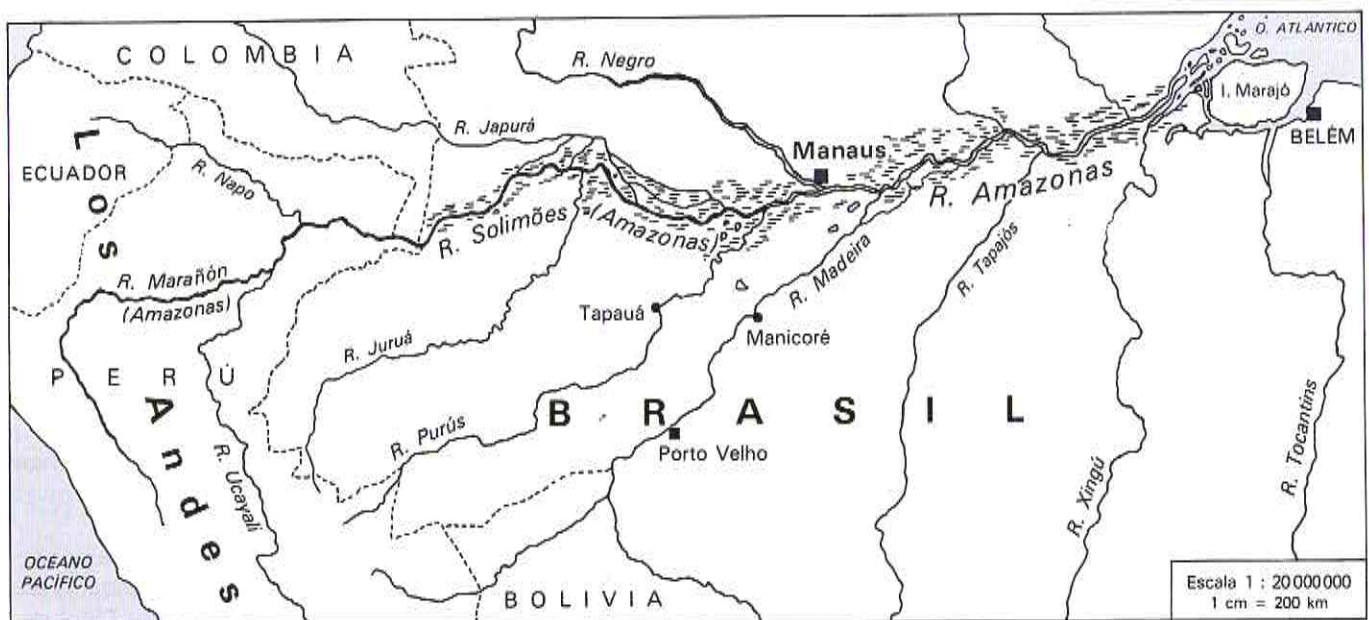 COLOMBIA
O. ATLANTICO
R. Negro
I. Marajó
R. Japurá
BELÉM
Manaus
Los Andes
ECUADOR
R. Napo
R. Amazonas
R. Solimões (Amazonas)
R. Marañón
(Amazonas)
R. Madeira
R. Tapajós
Tapauá
Manicoré
R. Juruá
PERÚ
BRASIL
R. Purús
Porto Velho
R. Ucayali
R. Xingú
R. Tocantins
OCEANO
PACÍFICO
BOLIVIA
Escala 1 : 20 000 000
1 cm = 200 km